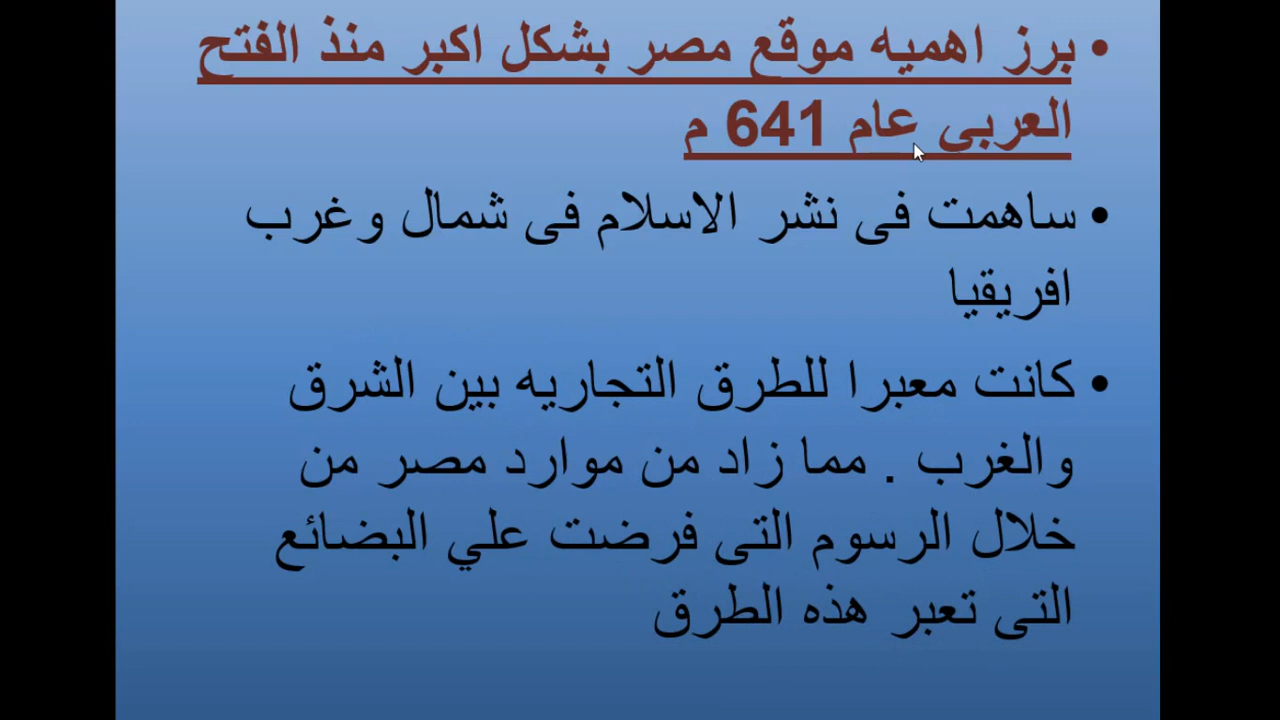 • برز اهميه موقع مصر بشكل اكبر منذ الفتح
العربى عام 641 م
• ساهمت فى نشر الاسلام فى شمال وغرب
افريقيا
• كانت معبرا للطرق التجاريه بين الشرق
والغرب . مما زاد من موارد مصر من
خلال الرسوم التى فرضت علي البضائع
التى تعبر هذه الطرق